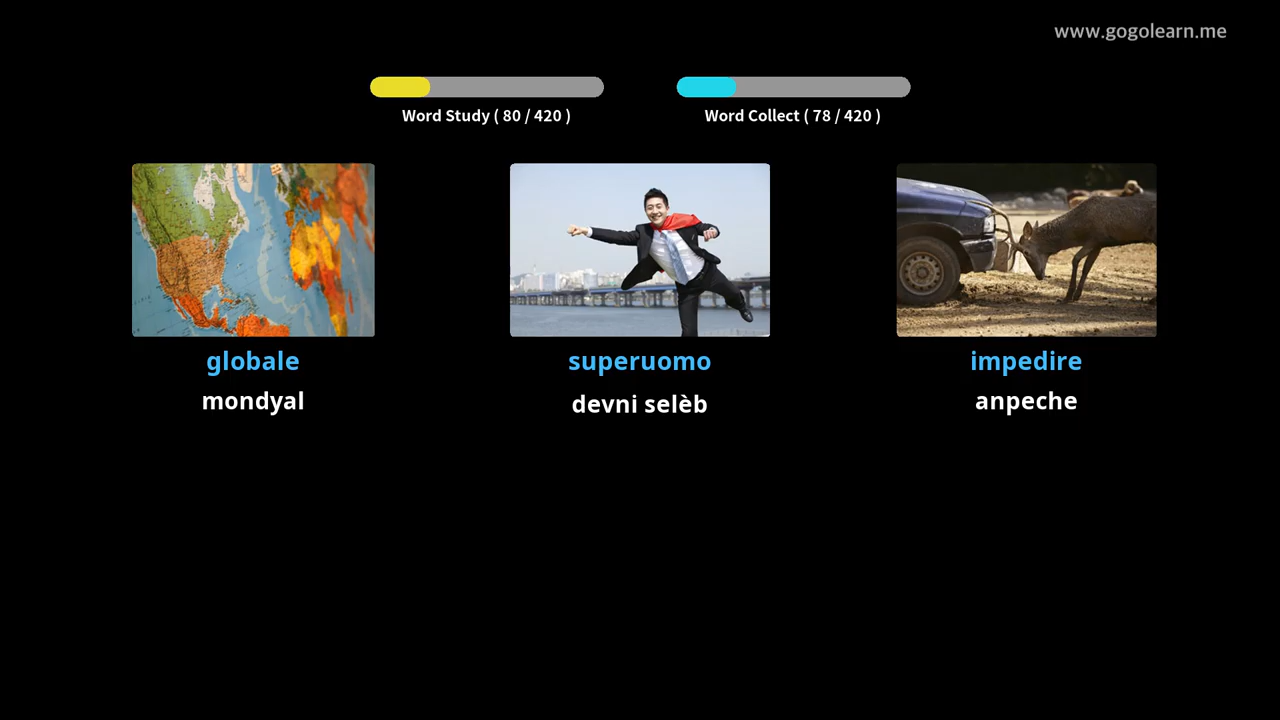 www.gogolearn.me
Word Study ( 80 / 420 )
Word Collect ( 78 / 420 )
globale
mondyal
superuomo
devni selèb
impedire
anpeche